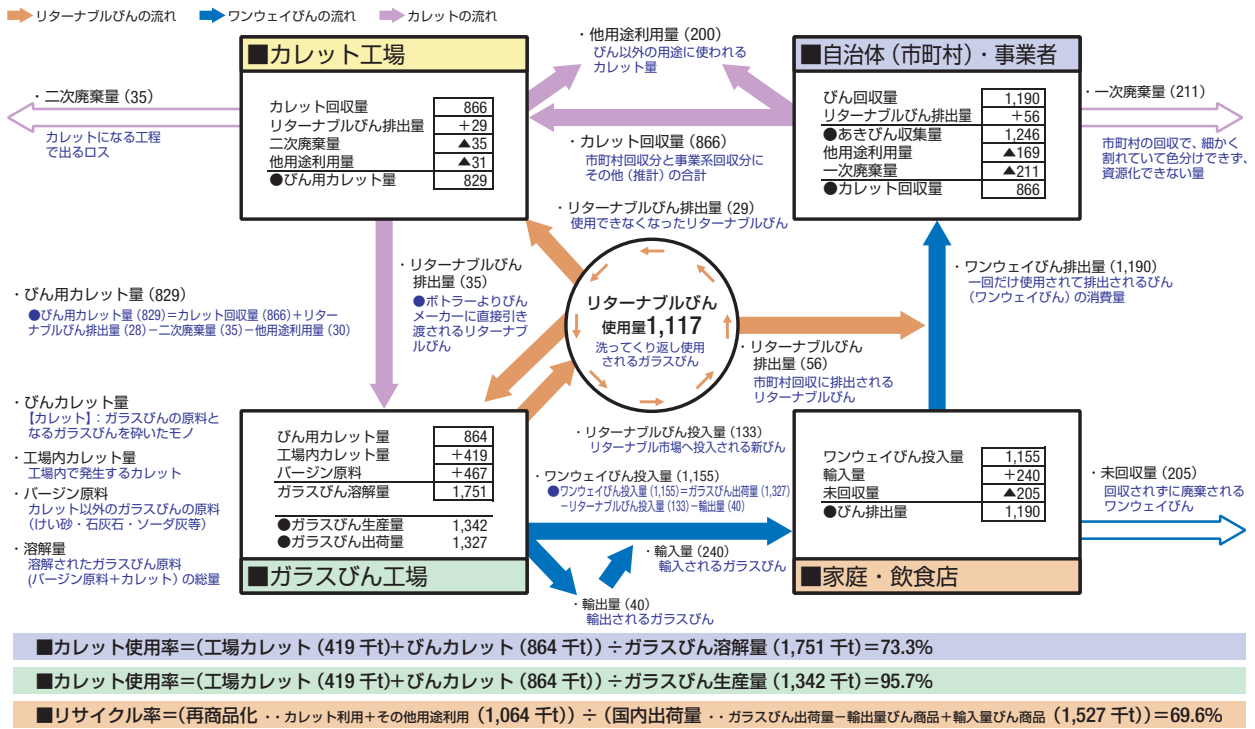 リターナブルびんの流れ
ワンウェイびんの流れ
カレットの流れ
■カレット工場
カレット回収量 866
リターナブルびん排出量 +29
二次廃棄量 ▲35
他用途利用量 ▲31
●びん用カレット量 829
・他用途利用量（200）
びん以外の用途に使われる
カレット量
■自治体（市町村）・事業者
びん回収量 1,190
リターナブルびん排出量 +56
●あきびん収集量 1,246
他用途利用量 ▲169
一次廃棄量 ▲211
●カレット回収量 866
・二次廃棄量（35）
カレットになる工程
で出るロス
・一次廃棄量（211）
市町村の回収で、細かく
割れていて色分けできず、
資源化できない量
・カレット回収量（866）
市町村回収分と事業系回収分に
その他（推計）の合計
・リターナブルびん排出量（29）
使用できなくなったリターナブルびん
・びん用カレット量（829）
●びん用カレット量（829）＝カレット回収量（866）＋リター
ナブルびん排出量（28）－二次廃棄量（35）－他用途利用量（30）
・リターナブルびん
排出量（35）
●ボトラーよりびん
メーカーに直接引き
渡されるリターナブ
ルびん
リターナブルびん
使用量1,117
洗ってくり返し使用
されるガラスびん
・ワンウェイびん排出量（1,190）
一回だけ使用されて排出されるびん
（ワンウェイびん）の消費量
・リターナブルびん
排出量（56）
市町村回収に排出される
リターナブルびん
・びんカレット量
【カレット】：ガラスびんの原料と
なるガラスびんを砕いたモノ
・工場内カレット量
工場内で発生するカレット
・バージン原料
カレット以外のガラスびんの原料
（けい砂・石灰石・ソーダ灰等）
・溶解量
溶解されたガラスびん原料
(バージン原料＋カレット）の総量
びん用カレット量 864
工場内カレット量 +419
バージン原料 +467
ガラスびん溶解量 1,751
●ガラスびん生産量 1,342
●ガラスびん出荷量 1,327
■ガラスびん工場
・リターナブルびん投入量（133）
リターナブル市場へ投入される新びん
・ワンウェイびん投入量（1,155）
●ワンウェイびん投入量（1,155）＝ガラスびん出荷量（1,327）
－リターナブルびん投入量（133）－輸出量（40）
・輸入量（240）
輸入されるガラスびん
・輸出量（40）
輸出されるガラスびん
ワンウェイびん投入量 1,155
輸入量 +240
未回収量 ▲205
●びん排出量 1,190
■家庭・飲食店
・未回収量（205）
回収されずに廃棄される
ワンウェイびん
■カレット使用率＝(工場カレット（419 千t)＋びんカレット（864 千t)）÷ガラスびん溶解量（1,751 千t)＝73.3%
■カレット使用率＝(工場カレット（419 千t)＋びんカレット（864 千t)）÷ガラスびん生産量（1,342 千t)＝95.7%
■リサイクル率＝(再商品化 ・・カレット利用＋その他用途利用（1,064 千t)）÷（国内出荷量 ・・ガラスびん出荷量－輸出量びん商品＋輸入量びん商品（1,527 千t)）＝69.6%